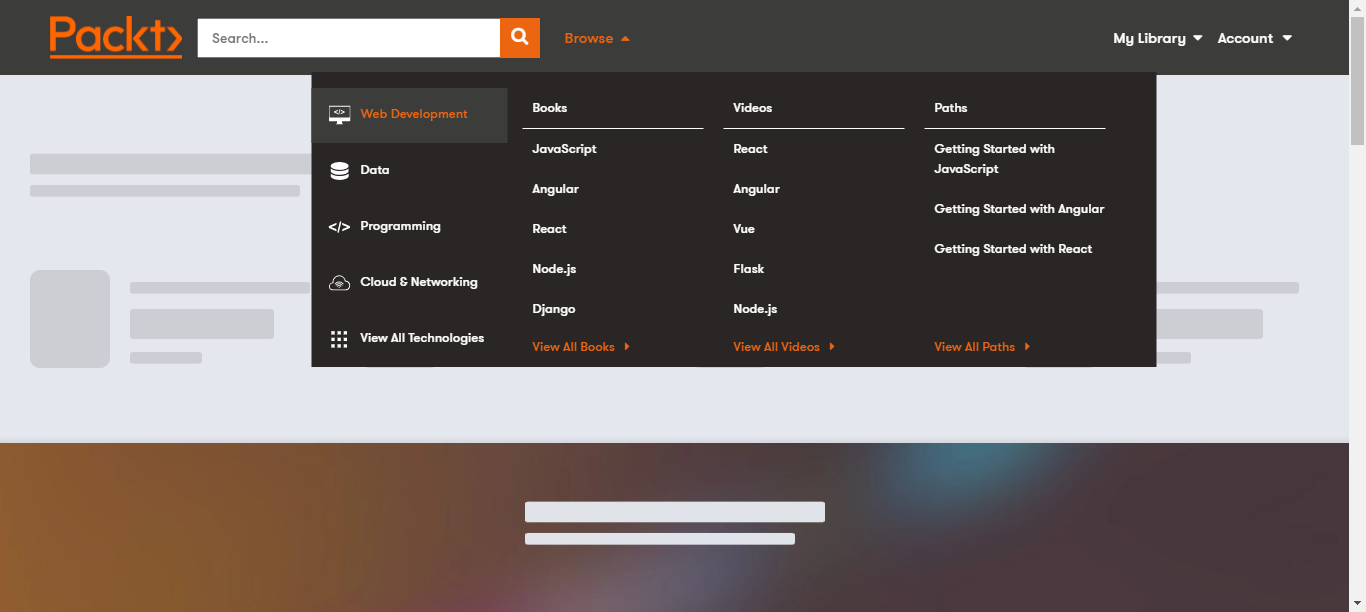 Packt
Search...
Browse
My Library
Account
Web Development
Data
Programming
Cloud & Networking
View All Technologies
Books
JavaScript
Angular
React
Node.js
Django
View All Books
Videos
React
Angular
Vue
Flask
Node.js
View All Videos
Paths
Getting Started with
JavaScript
Getting Started with Angular
Getting Started with React
View All Paths